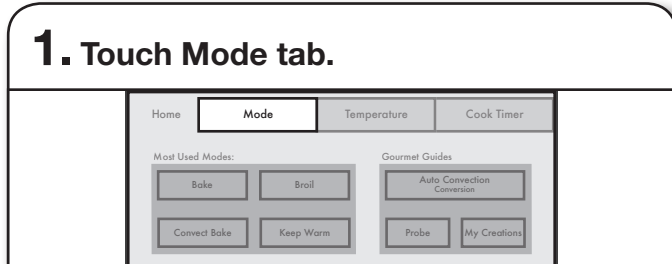 1. Touch Mode tab.
Home Mode Temperature Cook Timer
Most Used Modes: Gourmet Guides
Bake Broil Auto Convection
Conversion
Convect Bake Keep Warm Probe My Creations